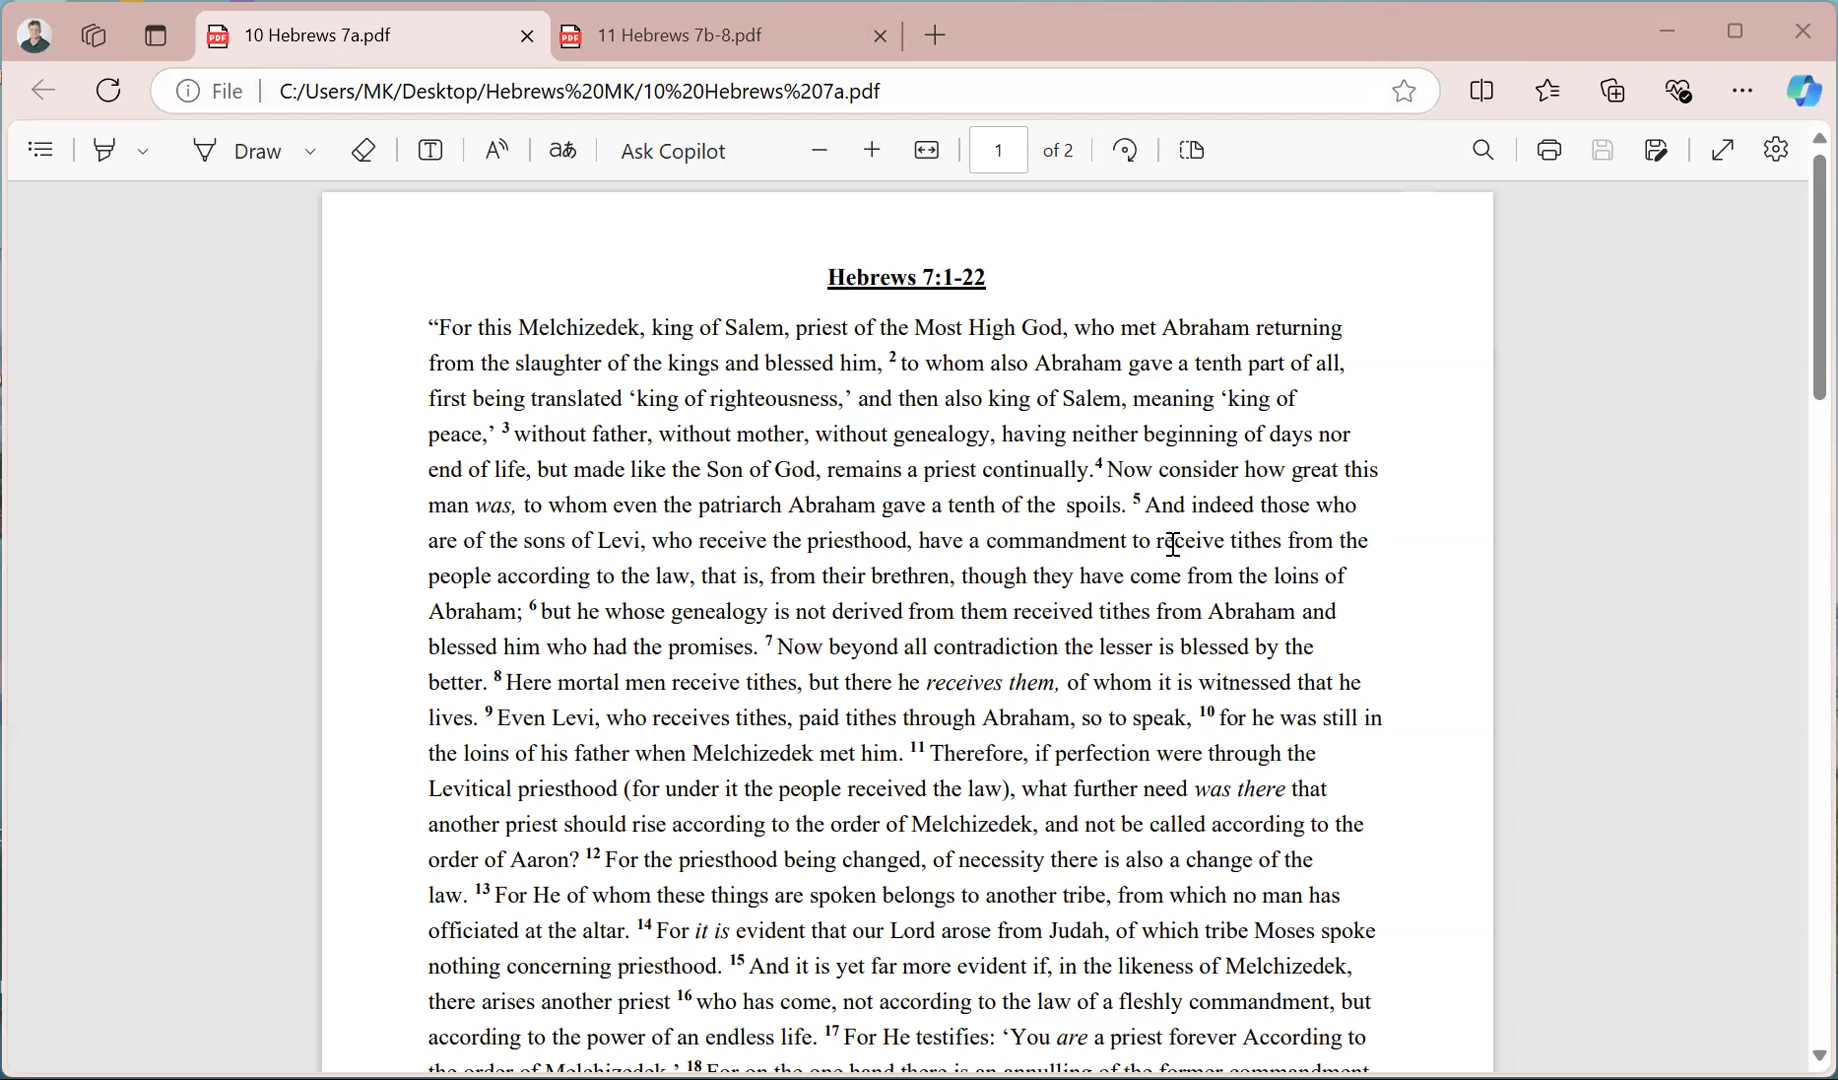 10 Hebrews 7a.pdf
11 Hebrews 7b-8.pdf
File
C:/Users/MK/Desktop/Hebrews%20MK/10%20Hebrews%207a.pdf
Draw
aあ
Ask Copilot
1
of 2
Hebrews 7:1-22
“For this Melchizedek, king of Salem, priest of the Most High God, who met Abraham returning
from the slaughter of the kings and blessed him, 2 to whom also Abraham gave a tenth part of all,
first being translated ‘king of righteousness,’ and then also king of Salem, meaning ‘king of
peace,’ 3 without father, without mother, without genealogy, having neither beginning of days nor
end of life, but made like the Son of God, remains a priest continually.4 Now consider how great this
man was, to whom even the patriarch Abraham gave a tenth of the spoils. 5 And indeed those who
are of the sons of Levi, who receive the priesthood, have a commandment to receive tithes from the
people according to the law, that is, from their brethren, though they have come from the loins of
Abraham; 6 but he whose genealogy is not derived from them received tithes from Abraham and
blessed him who had the promises. 7 Now beyond all contradiction the lesser is blessed by the
better. 8 Here mortal men receive tithes, but there he receives them, of whom it is witnessed that he
lives. 9 Even Levi, who receives tithes, paid tithes through Abraham, so to speak, 10 for he was still in
the loins of his father when Melchizedek met him. 11 Therefore, if perfection were through the
Levitical priesthood (for under it the people received the law), what further need was there that
another priest should rise according to the order of Melchizedek, and not be called according to the
order of Aaron? 12 For the priesthood being changed, of necessity there is also a change of the
law. 13 For He of whom these things are spoken belongs to another tribe, from which no man has
officiated at the altar. 14 For it is evident that our Lord arose from Judah, of which tribe Moses spoke
nothing concerning priesthood. 15 And it is yet far more evident if, in the likeness of Melchizedek,
there arises another priest 16 who has come, not according to the law of a fleshly commandment, but
according to the power of an endless life. 17 For He testifies: ‘You are a priest forever According to
the order of Melchizedek.’ 18 For on the one hand there is an annulling of the former commandment